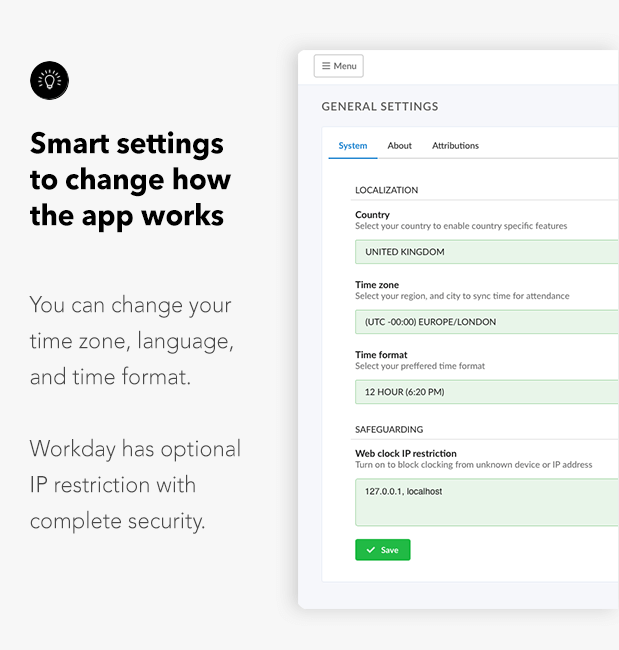 Smart settings
to change how
the app works
You can change your
time zone, language,
and time format.
Workday has optional
IP restriction with
complete security.
Menu
GENERAL SETTINGS
System About Attributions
LOCALIZATION
Country
Select your country to enable country specific features
UNITED KINGDOM
Time zone
Select your region, and city to sync time for attendance
(UTC -00:00) EUROPE/LONDON
Time format
Select your preffered time format
12 HOUR (6:20 PM)
SAFEGUARDING
Web clock IP restriction
Turn on to block clocking from unknown device or IP address
127.0.0.1, localhost
Save